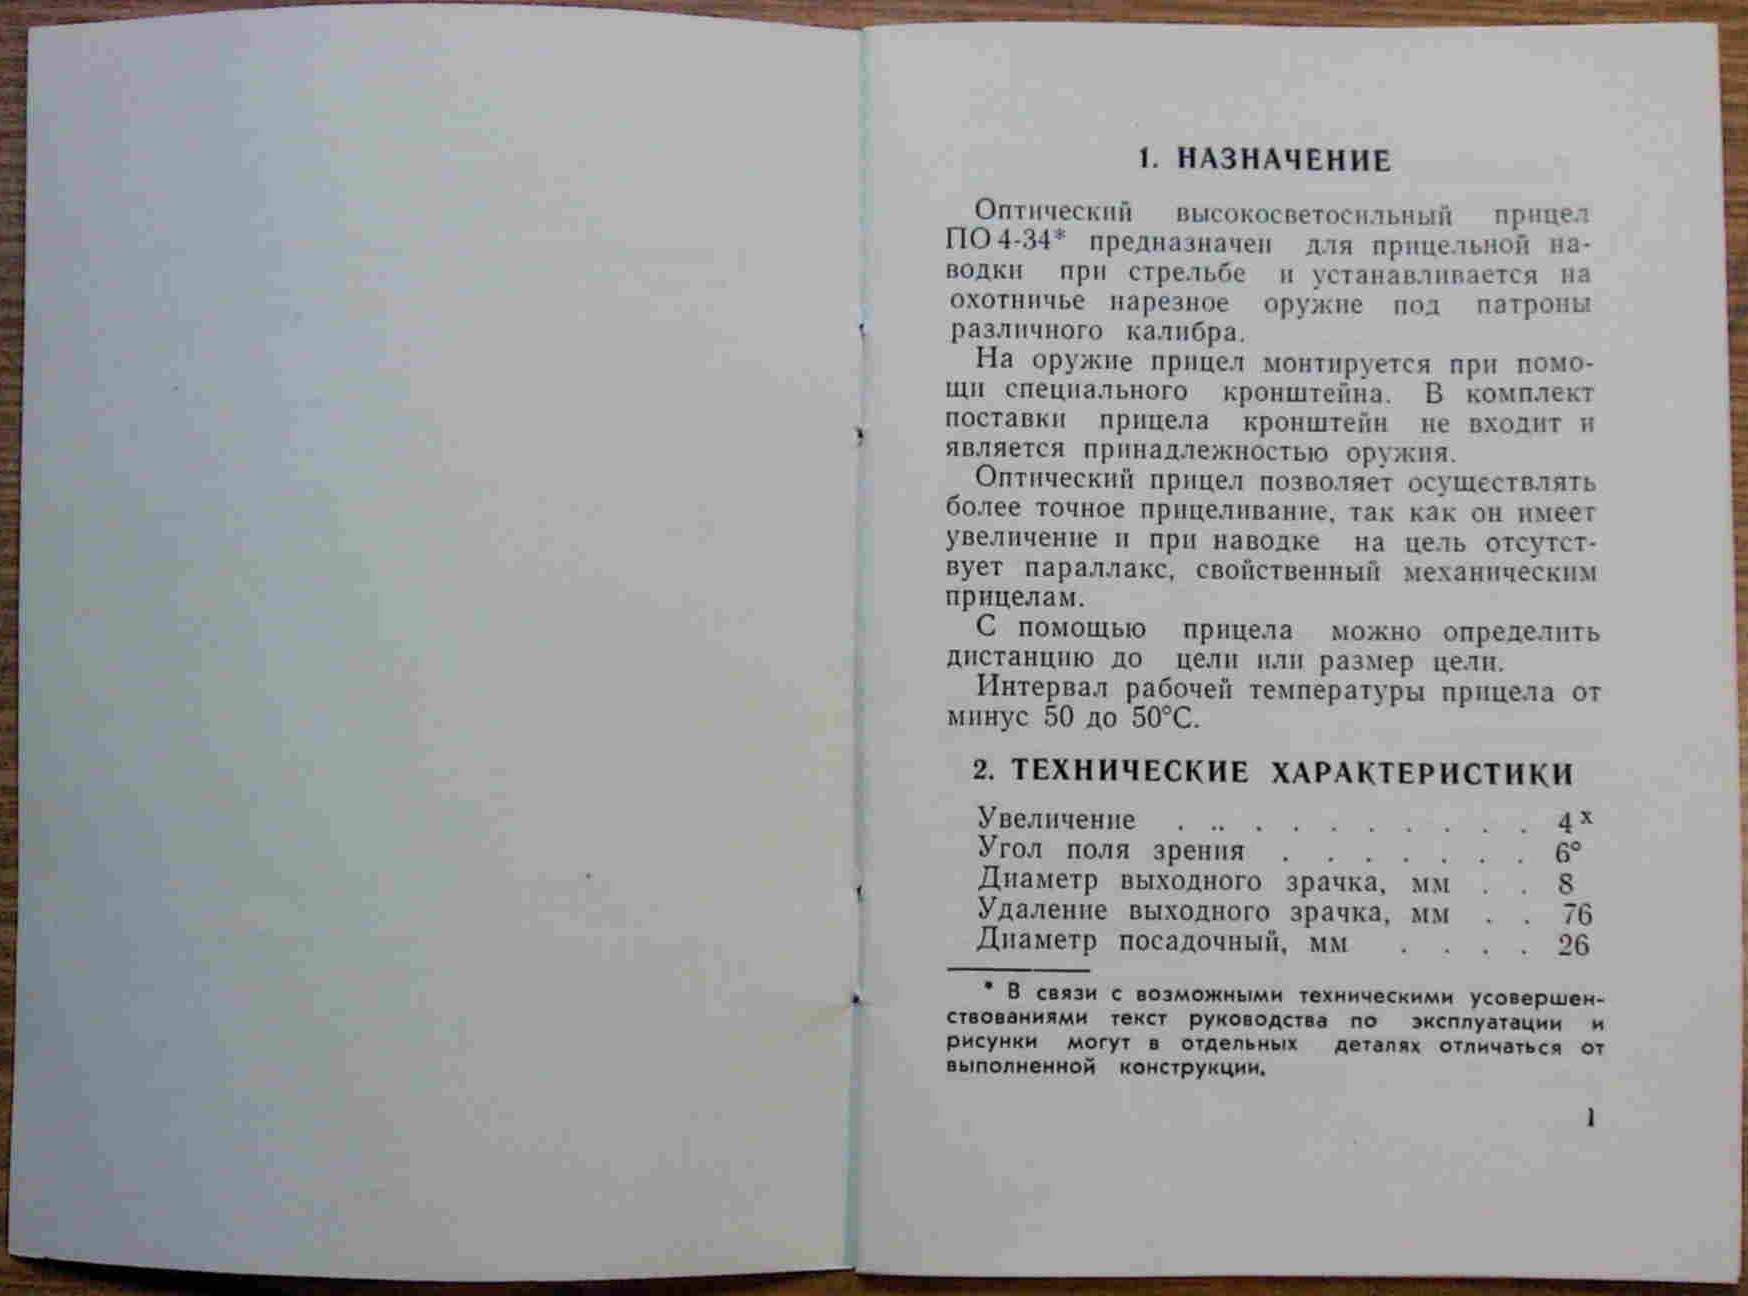 1. НАЗНАЧЕНИЕ
Оптический высокосветосильный прицел
ПО 4-34* предназначен для прицельной на-
водки при стрельбе и устанавливается на
охотничье нарезное оружие под патроны
различного калибра.
На оружие прицел монтируется при помо-
щи специального кронштейна. В комплект
поставки прицела кронштейн не входит и
является принадлежностью оружия.
Оптический прицел позволяет осуществлять
более точное прицеливание, так как он имеет
увеличение и при наводке на цель отсутст-
вует параллакс, свойственный механическим
прицелам.
С помощью прицела можно определить
дистанцию до цели или размер цели.
Интервал рабочей температуры прицела от
минус 50 до 50°С.
2. ТЕХНИЧЕСКИЕ ХАРАКТЕРИСТИКИ
Увеличение . .. . . . . . . . . 4ˣ
Угол поля зрения . . . . . . . 6°
Диаметр выходного зрачка, мм . . 8
Удаление выходного зрачка, мм . . 76
Диаметр посадочный, мм . . . . 26
* В связи с возможными техническими усовершен-
ствованиями текст руководства по эксплуатации и
рисунки могут в отдельных деталях отличаться от
выполненной конструкции.
1